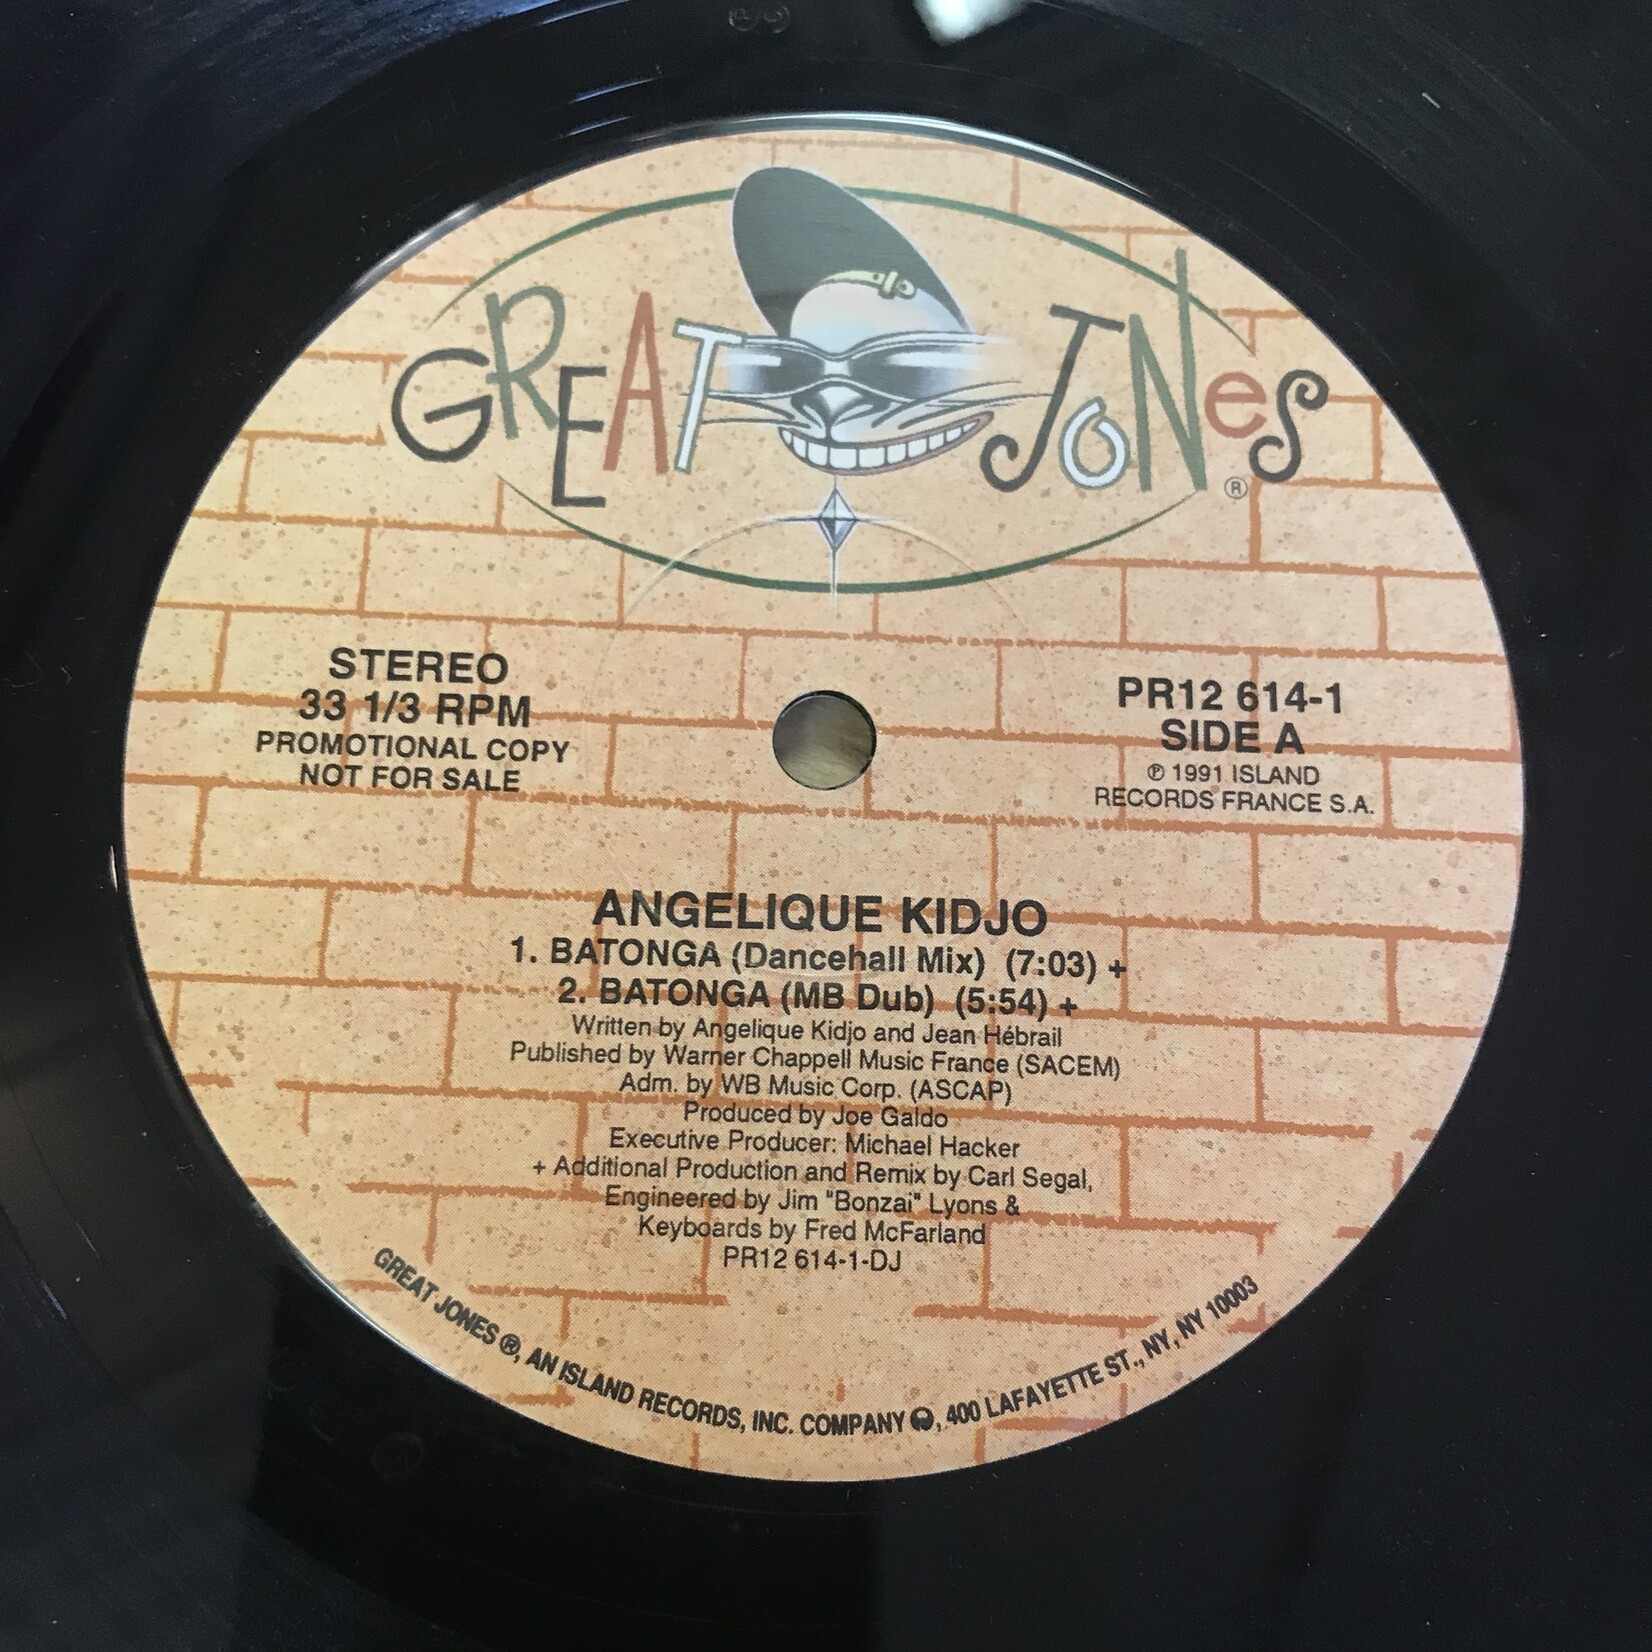 GREAT JONES ®
STEREO
33 1/3 RPM
PROMOTIONAL COPY
NOT FOR SALE
PR12 614-1
SIDE A
℗ 1991 ISLAND
RECORDS FRANCE S.A.
ANGELIQUE KIDJO
1. BATONGA (Dancehall Mix) (7:03) +
2. BATONGA (MB Dub) (5:54) +
Written by Angelique Kidjo and Jean Hébrail
Published by Warner Chappell Music France (SACEM)
Adm. by WB Music Corp. (ASCAP)
Produced by Joe Galdo
Executive Producer: Michael Hacker
+ Additional Production and Remix by Carl Segal,
Engineered by Jim "Bonzai" Lyons &
Keyboards by Fred McFarland
PR12 614-1-DJ
GREAT JONES ®, AN ISLAND RECORDS, INC. COMPANY, 400 LAFAYETTE ST., NY, NY 10003